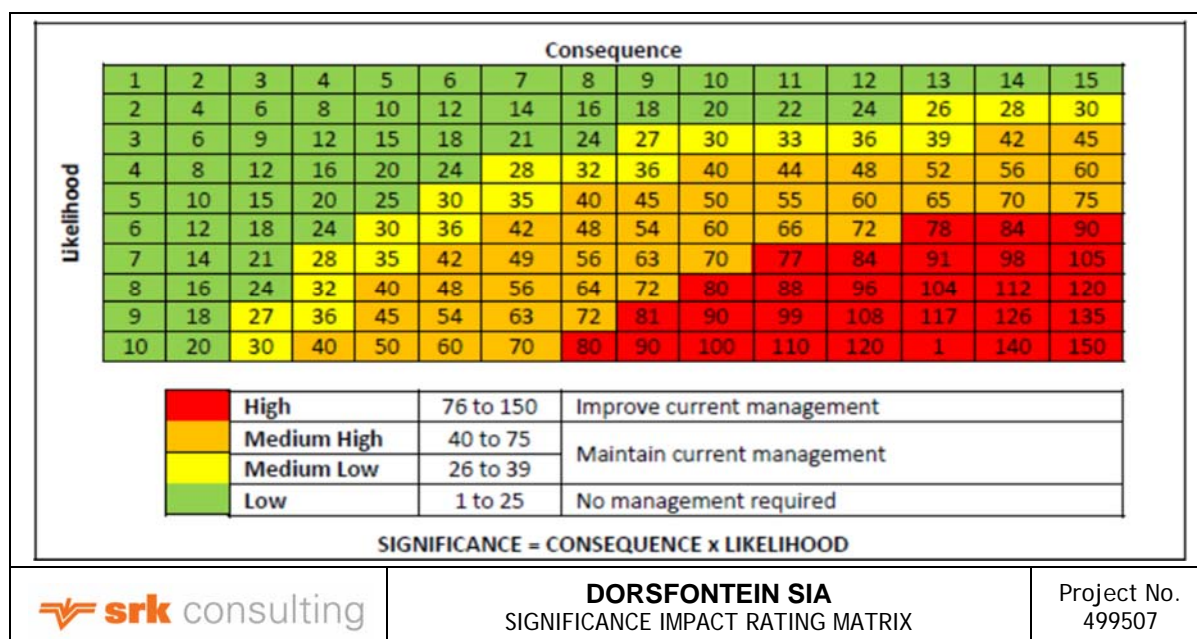 Consequence
Likelihood
1 2 3 4 5 6 7 8 9 10 11 12 13 14 15
2 4 6 8 10 12 14 16 18 20 22 24 26 28 30
3 6 9 12 15 18 21 24 27 30 33 36 39 42 45
4 8 12 16 20 24 28 32 36 40 44 48 52 56 60
5 10 15 20 25 30 35 40 45 50 55 60 65 70 75
6 12 18 24 30 36 42 48 54 60 66 72 78 84 90
7 14 21 28 35 42 49 56 63 70 77 84 91 98 105
8 16 24 32 40 48 56 64 72 80 88 96 104 112 120
9 18 27 36 45 54 63 72 81 90 99 108 117 126 135
10 20 30 40 50 60 70 80 90 100 110 120 1 140 150
High 76 to 150 Improve current management
Medium High 40 to 75
Maintain current management
Medium Low 26 to 39
Low 1 to 25 No management required
SIGNIFICANCE = CONSEQUENCE x LIKELIHOOD
srk consulting
DORSFONTEIN SIA
SIGNIFICANCE IMPACT RATING MATRIX
Project No.
499507